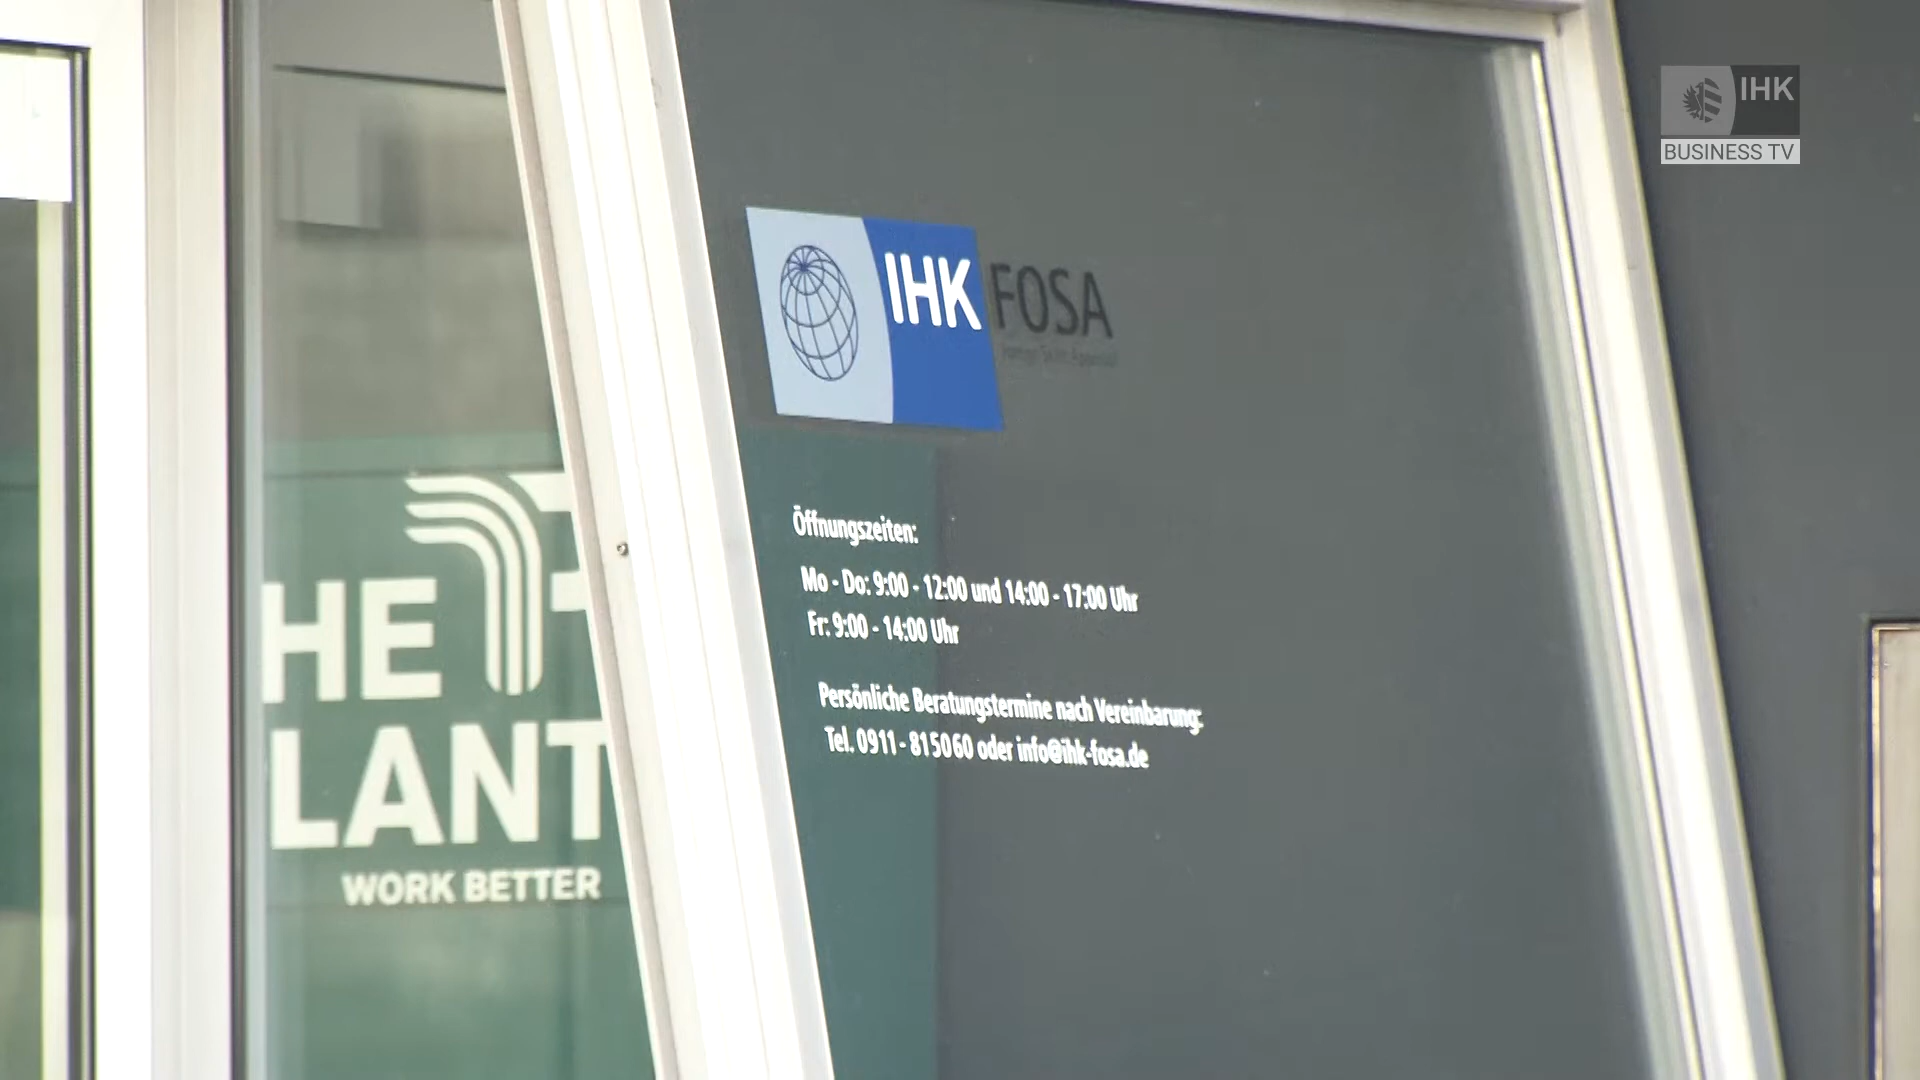 IHK
BUSINESS TV
IHK FOSA
Öffnungszeiten:
Mo - Do: 9:00 - 12:00 und 14:00 - 17:00 Uhr
Fr: 9:00 - 14:00 Uhr
Persönliche Beratungstermine nach Vereinbarung:
Tel. 0911 - 815060 oder info@ihk-fosa.de
HE
LANT
WORK BETTER